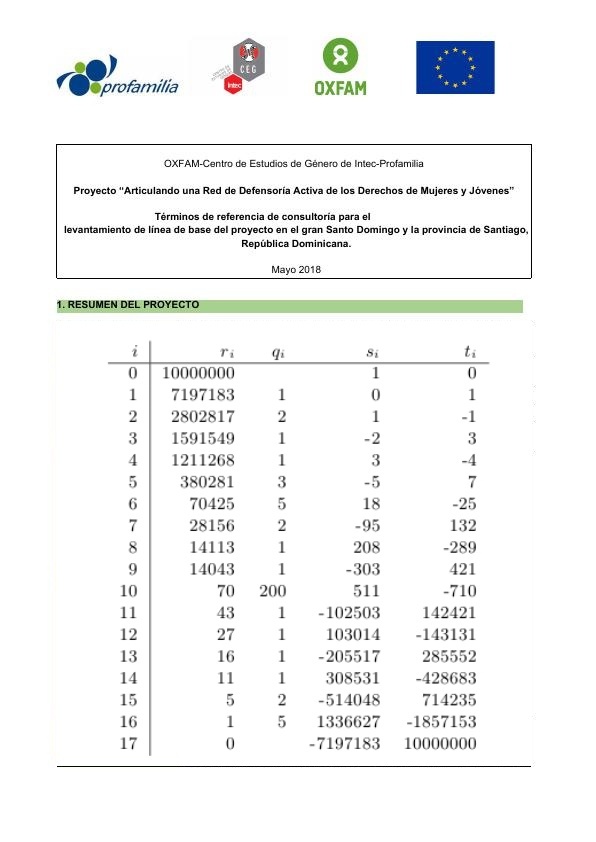 profamilia
CEG
intec
OXFAM
OXFAM-Centro de Estudios de Género de Intec-Profamilia
Proyecto “Articulando una Red de Defensoría Activa de los Derechos de Mujeres y Jóvenes”
Términos de referencia de consultoría para el
levantamiento de línea de base del proyecto en el gran Santo Domingo y la provincia de Santiago,
República Dominicana.
Mayo 2018
1. RESUMEN DEL PROYECTO
i r_i q_i s_i t_i
0 10000000 1 0
1 7197183 1 0 1
2 2802817 2 1 -1
3 1591549 1 -2 3
4 1211268 1 3 -4
5 380281 3 -5 7
6 70425 5 18 -25
7 28156 2 -95 132
8 14113 1 208 -289
9 14043 1 -303 421
10 70 200 511 -710
11 43 1 -102503 142421
12 27 1 103014 -143131
13 16 1 -205517 285552
14 11 1 308531 -428683
15 5 2 -514048 714235
16 1 5 1336627 -1857153
17 0 -7197183 10000000